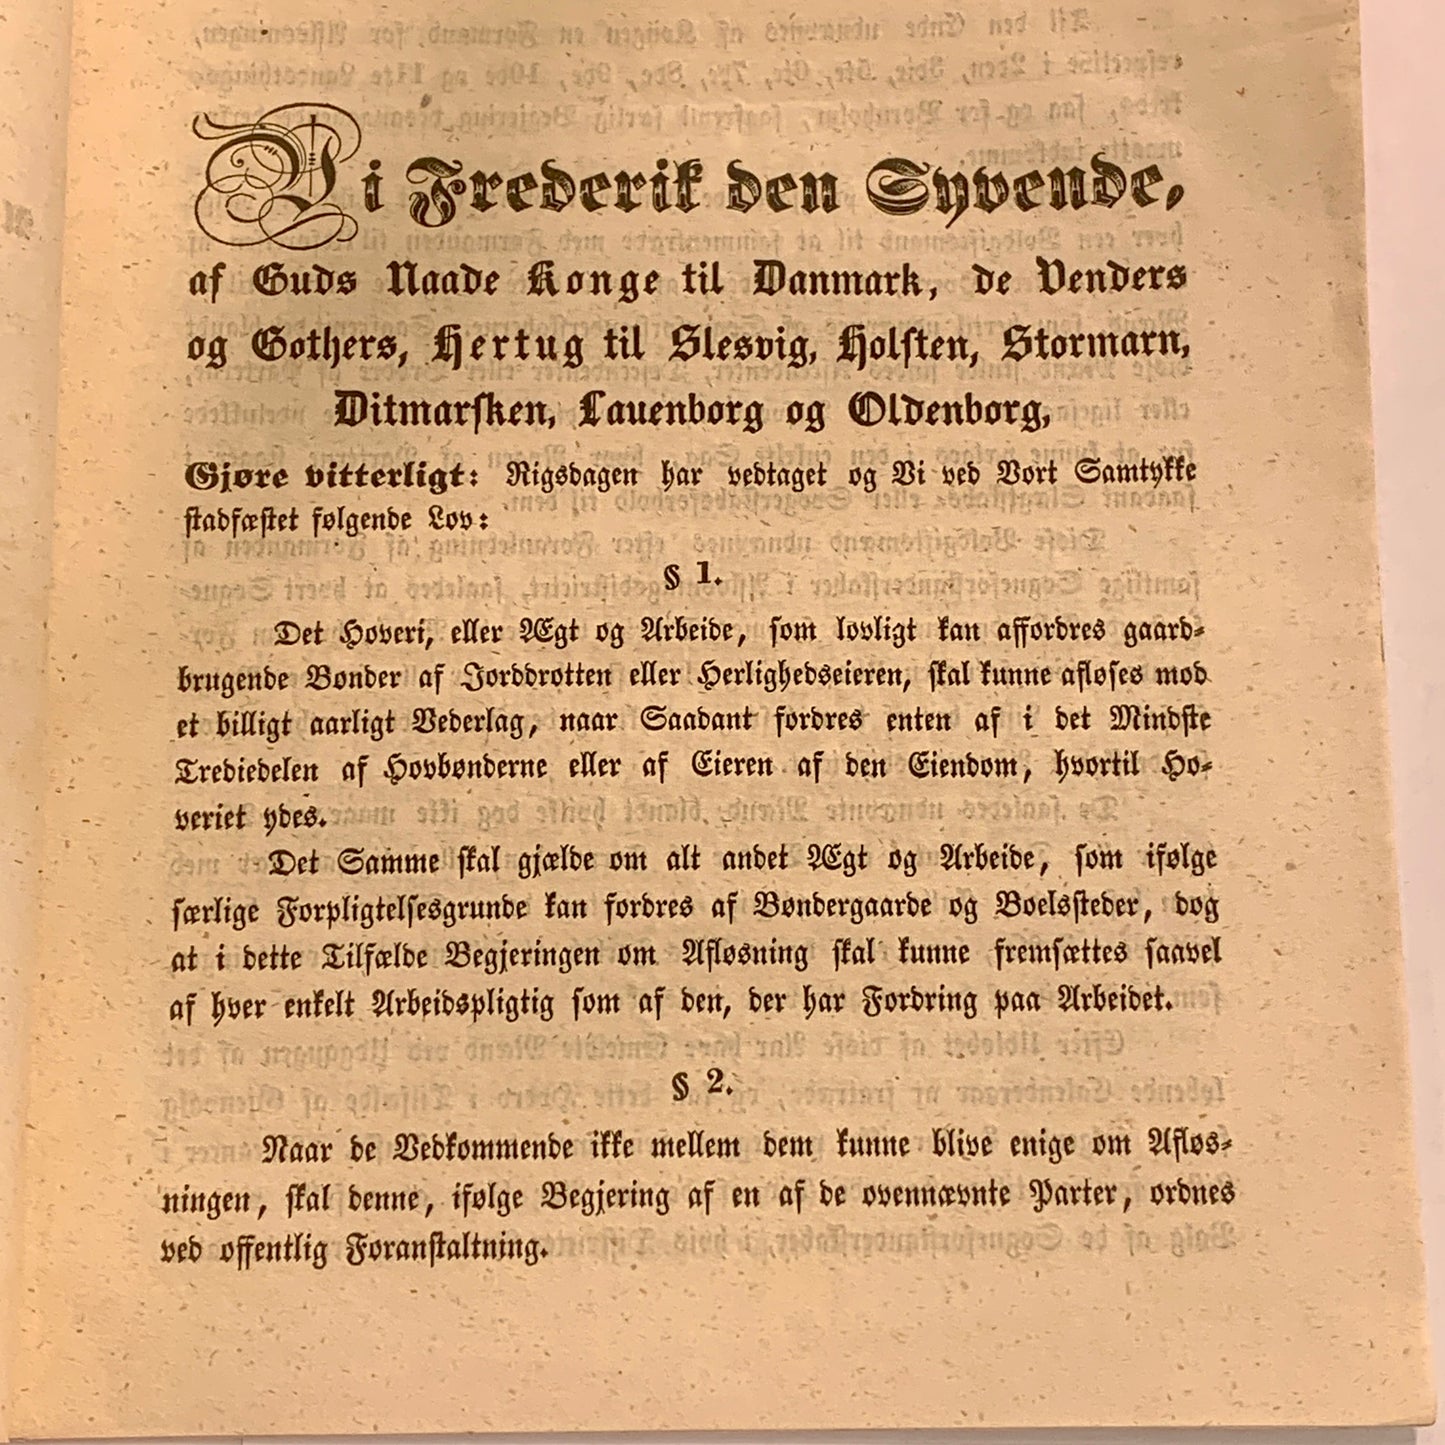 Vi Frederik den Syvende,
af Guds Naade Konge til Danmark, de Venders
og Gothers, Hertug til Slesvig, Holsten, Stormarn,
Ditmarsken, Lauenborg og Oldenborg,
Gjøre vitterligt: Rigsdagen har vedtaget og Vi ved Vort Samtykke
stadfæstet følgende Lov:
§ 1.
Det Hoveri, eller Ægt og Arbeide, som lovligt kan affordres gaard-
brugende Bønder af Jorddrotten eller Herlighedseieren, skal kunne afløses mod
et billigt aarligt Vederlag, naar Saadant fordres enten af i det Mindste
Trediedelen af Hovbønderne eller af Eieren af den Eiendom, hvortil Ho-
veriet ydes.
Det Samme skal gjælde om alt andet Ægt og Arbeide, som ifølge
særlige Forpligtelsesgrunde kan fordres af Bøndergaarde og Boelssteder, dog
at i dette Tilfælde Begjeringen om Afløsning skal kunne fremsættes saavel
af hver enkelt Arbeidspligtig som af den, der har Fordring paa Arbeidet.
§ 2.
Naar de Vedkommende ikke mellem dem kunne blive enige om Afløs-
ningen, skal denne, ifølge Begjering af en af de ovennævnte Parter, ordnes
ved offentlig Foranstaltning.